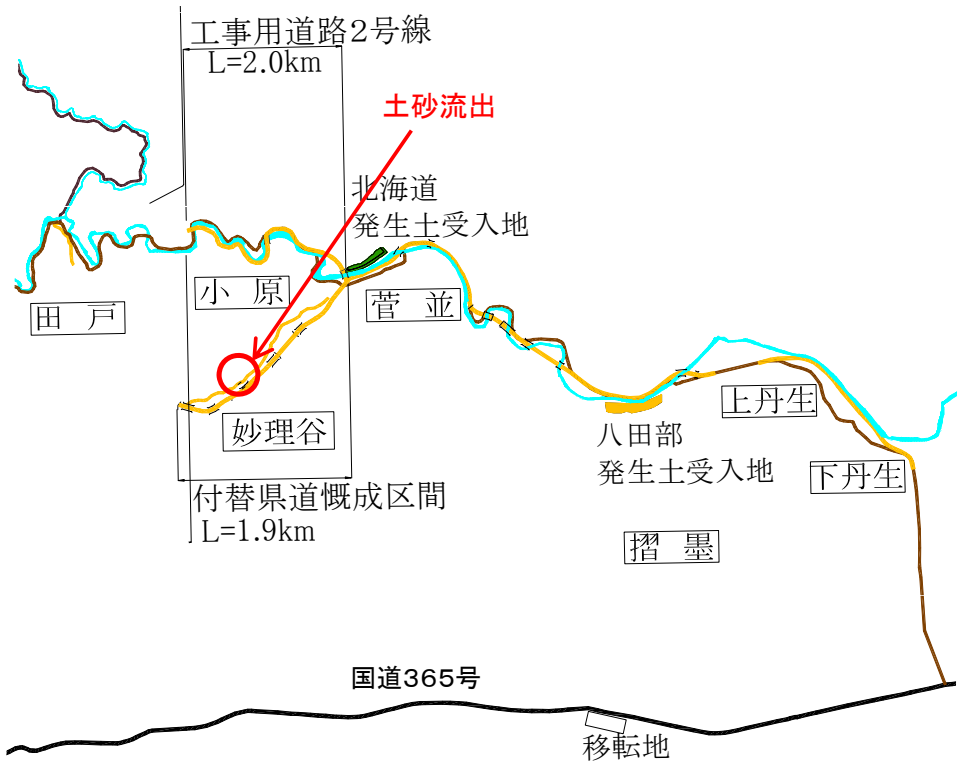 工事用道路2号線
L=2.0km
土砂流出
北海道
発生土受入地
小原
菅並
田戸
妙理谷
上丹生
八田部
発生土受入地
下丹生
付替県道慨成区間
L=1.9km
摺墨
国道365号
移転地